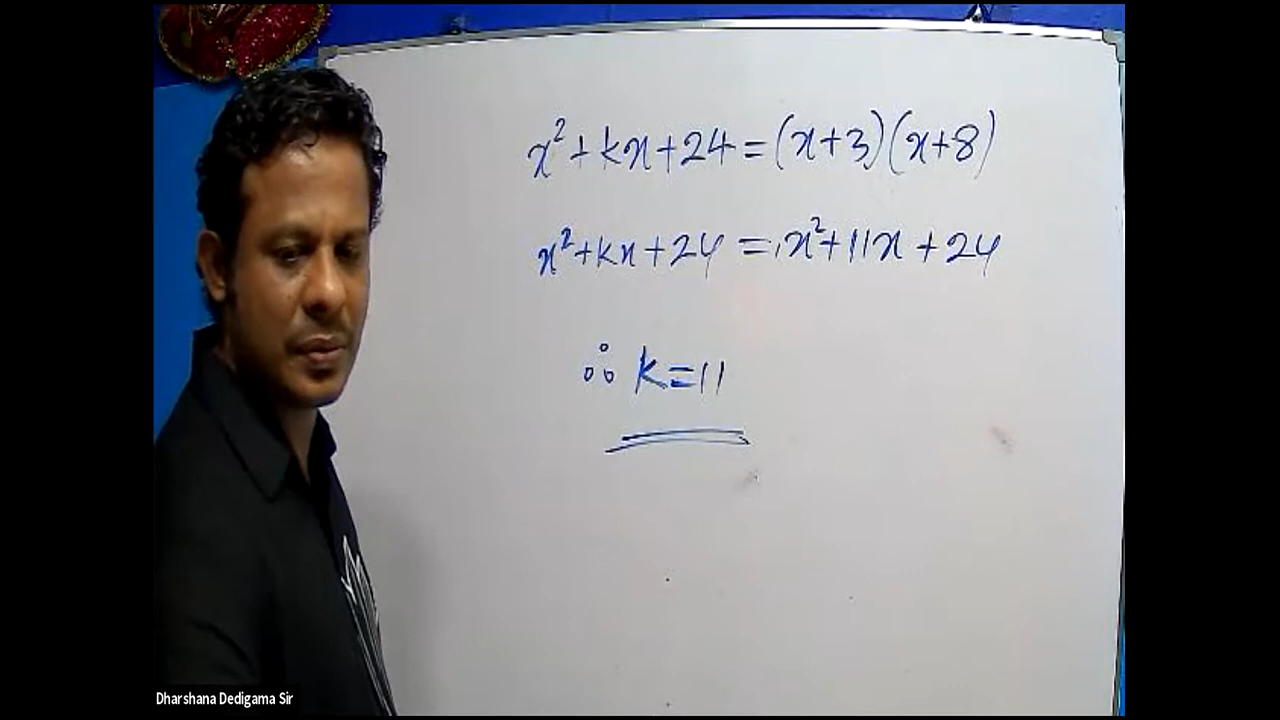 x²+kx+24=(x+3)(x+8)
x²+kx+24=x²+11x+24
∴ k=11
Dharshana Dedigama Sir